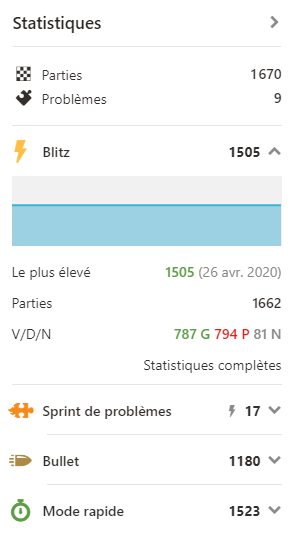 Statistiques
Parties 1670
Problèmes 9
Blitz 1505
Le plus élevé 1505 (26 avr. 2020)
Parties 1662
V/D/N 787 G 794 P 81 N
Statistiques complètes
Sprint de problèmes 17
Bullet 1180
Mode rapide 1523